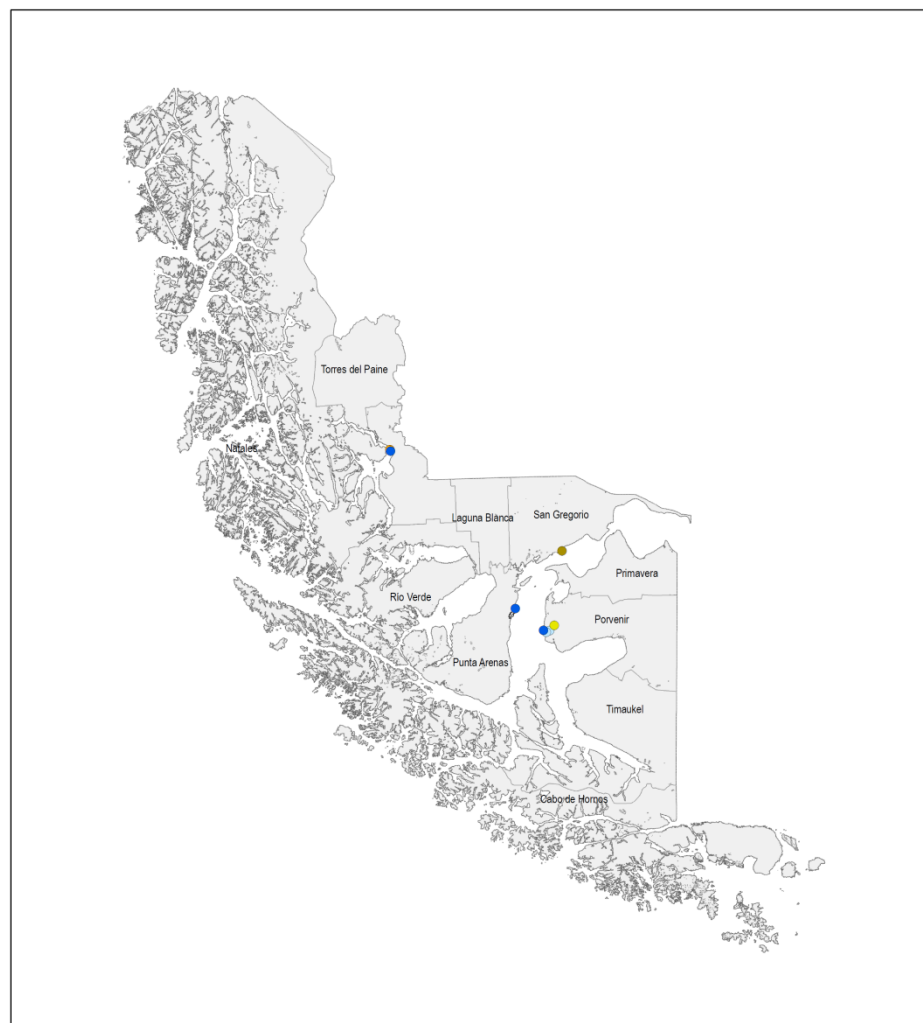 Torres del Paine
Natales
Laguna Blanca
San Gregorio
Primavera
Rio Verde
Porvenir
Punta Arenas
Timaukel
Cabo de Hornos